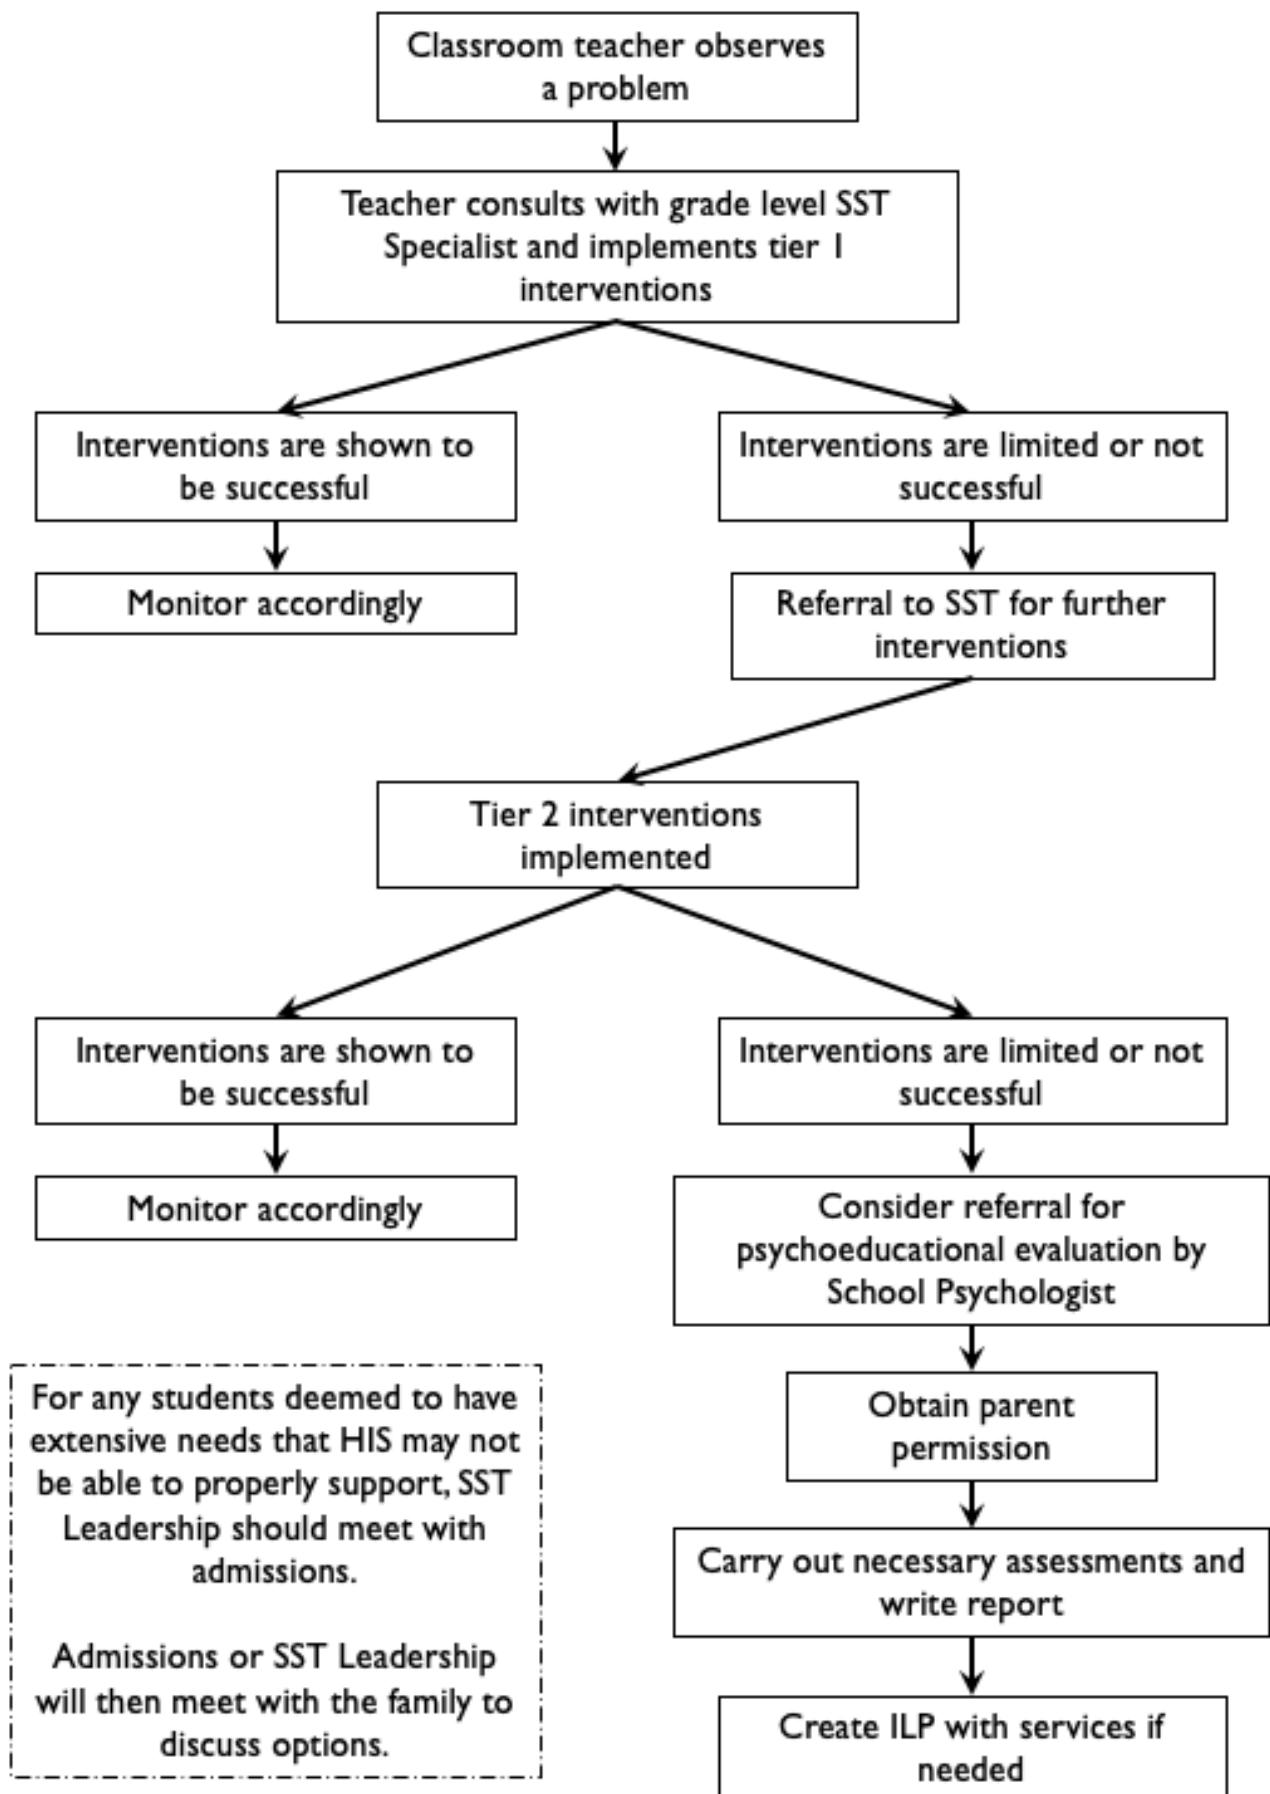 Classroom teacher observes
a problem
Teacher consults with grade level SST
Specialist and implements tier 1
interventions
Interventions are shown to
be successful
Interventions are limited or not
successful
Monitor accordingly
Referral to SST for further
interventions
Tier 2 interventions
implemented
Interventions are shown to
be successful
Interventions are limited or not
successful
Monitor accordingly
Consider referral for
psychoeducational evaluation by
School Psychologist
Obtain parent
permission
Carry out necessary assessments and
write report
Create ILP with services if
needed
For any students deemed to have
extensive needs that HIS may not
be able to properly support, SST
Leadership should meet with
admissions.
Admissions or SST Leadership
will then meet with the family to
discuss options.